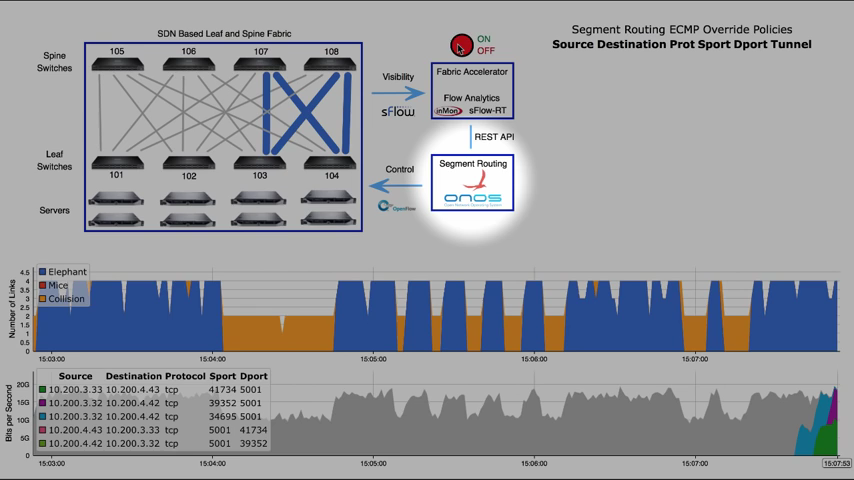 SDN Based Leaf and Spine Fabric
Spine
Switches
105 106 107 108
Leaf
Switches
101 102 103 104
Servers
Visibility
sFlow
Control
OpenFlow
ON
OFF
Fabric Accelerator
Flow Analytics
inMon sFlow-RT
REST API
Segment Routing
onos
Open Network Operating System
Segment Routing ECMP Override Policies
Source Destination Prot Sport Dport Tunnel
Number of Links
4.5
4
3.5
3
2.5
2
1.5
1
0.5
0
Elephant
Mice
Collision
15:03:00 15:04:00 15:05:00 15:06:00 15:07:00
Bits per Second
20G
15G
10G
5G
0
Source Destination Protocol Sport Dport
10.200.3.33 10.200.4.43 tcp 41734 5001
10.200.3.32 10.200.4.42 tcp 39352 5001
10.200.3.32 10.200.4.42 tcp 34695 5001
10.200.4.43 10.200.3.33 tcp 5001 41734
10.200.4.42 10.200.3.32 tcp 5001 39352
15:03:00 15:04:00 15:05:00 15:06:00 15:07:00 15:07:53